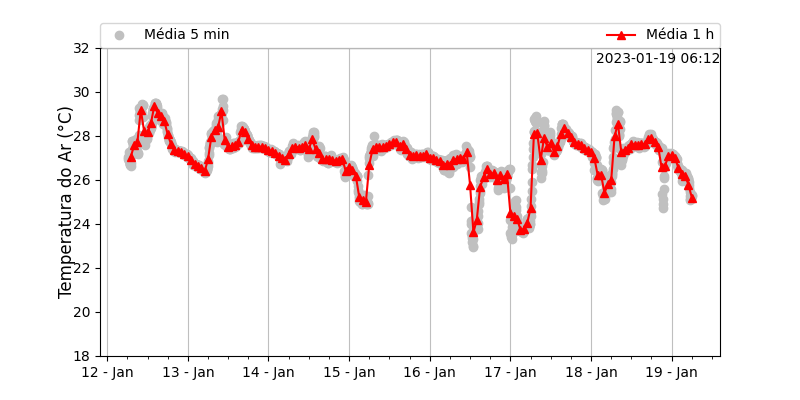 Média 5 min
Média 1 h
2023-01-19 06:12
Temperatura do Ar (°C)
32
30
28
26
24
22
20
18
12 - Jan
13 - Jan
14 - Jan
15 - Jan
16 - Jan
17 - Jan
18 - Jan
19 - Jan